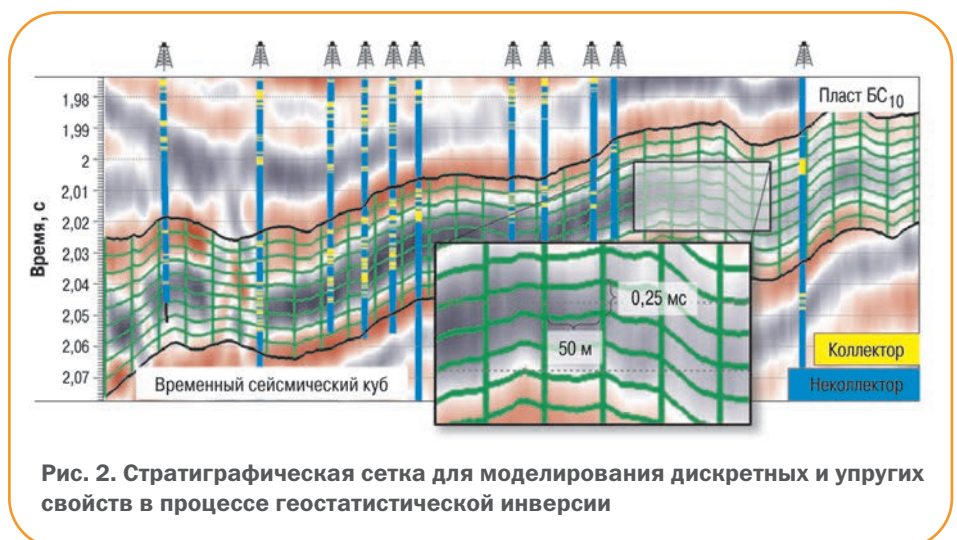 Пласт БС10
1,98
1,99
2
2,01
2,02
2,03
2,04
2,05
2,06
2,07
Время, с
0,25 мс
50 м
Коллектор
Неколлектор
Временный сейсмический куб
Рис. 2. Стратиграфическая сетка для моделирования дискретных и упругих
свойств в процессе геостатистической инверсии